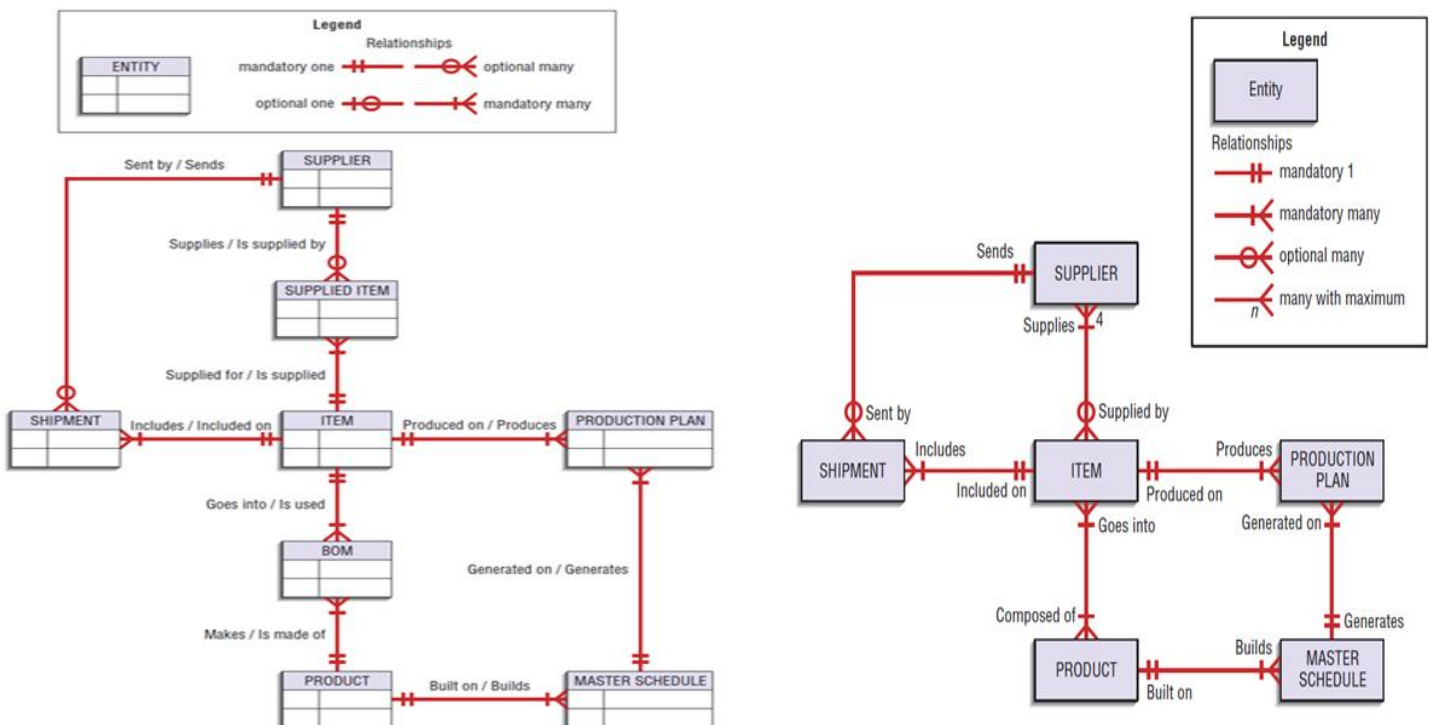 Legend
Relationships
ENTITY
mandatory one
optional many
optional one
mandatory many
Sent by / Sends
SUPPLIER
Supplies / Is supplied by
SUPPLIED ITEM
Supplied for / Is supplied
SHIPMENT
Includes / Included on
ITEM
Produced on / Produces
PRODUCTION PLAN
Goes into / Is used
BOM
Generated on / Generates
Makes / Is made of
PRODUCT
Built on / Builds
MASTER SCHEDULE
Legend
Entity
Relationships
mandatory 1
mandatory many
optional many
n
many with maximum
Sends
SUPPLIER
Supplies
4
Sent by
Supplied by
SHIPMENT
Includes
Included on
ITEM
Produced on
Produces
PRODUCTION
PLAN
Goes into
Generated on
Composed of
Generates
PRODUCT
Built on
Builds
MASTER
SCHEDULE